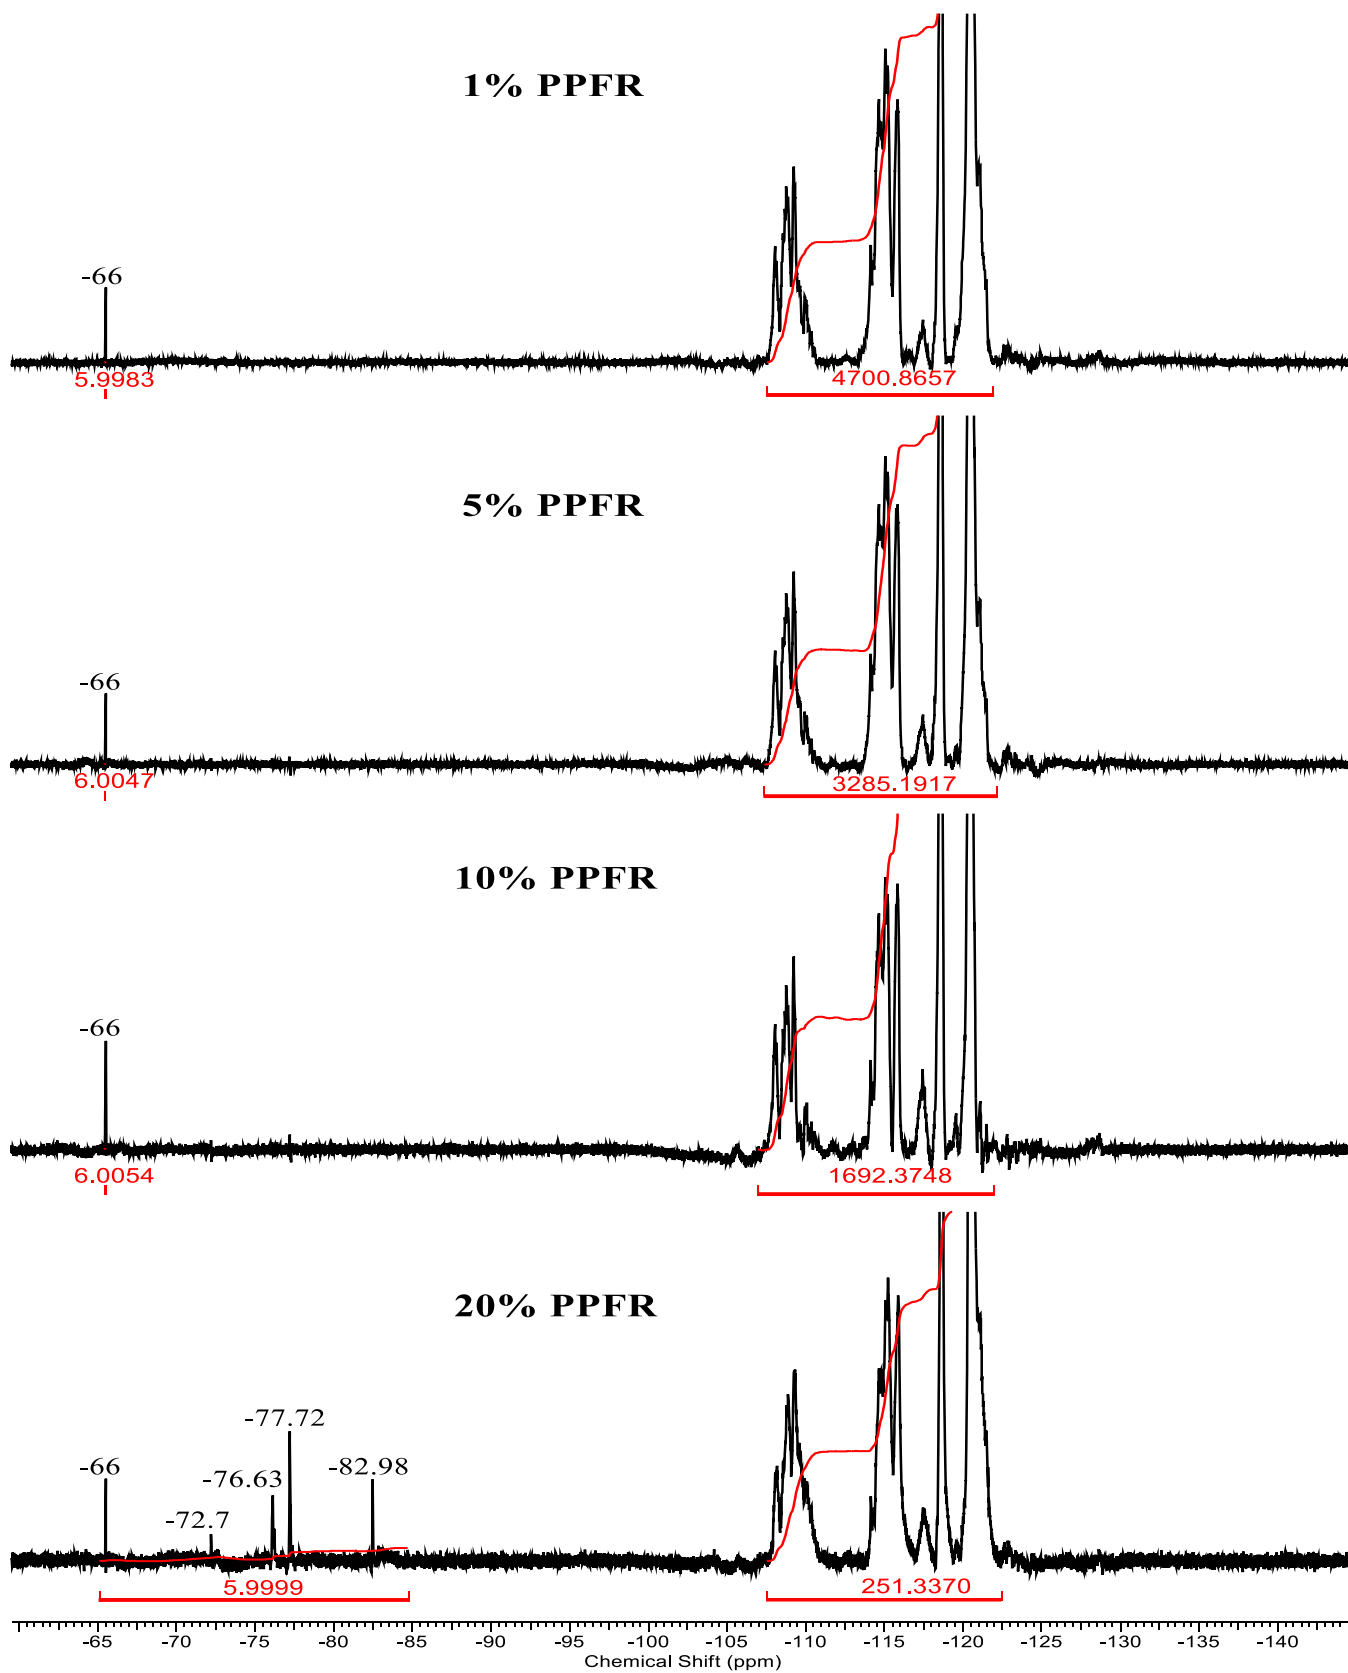 1% PPFR
-66
5.9983
4700.8657
5% PPFR
-66
6.0047
3285.1917
10% PPFR
-66
6.0054
1692.3748
20% PPFR
-77.72
-66
-76.63
-82.98
-72.7
5.9999
251.3370
-65 -70 -75 -80 -85 -90 -95 -100 -105 -110 -115 -120 -125 -130 -135 -140
Chemical Shift (ppm)